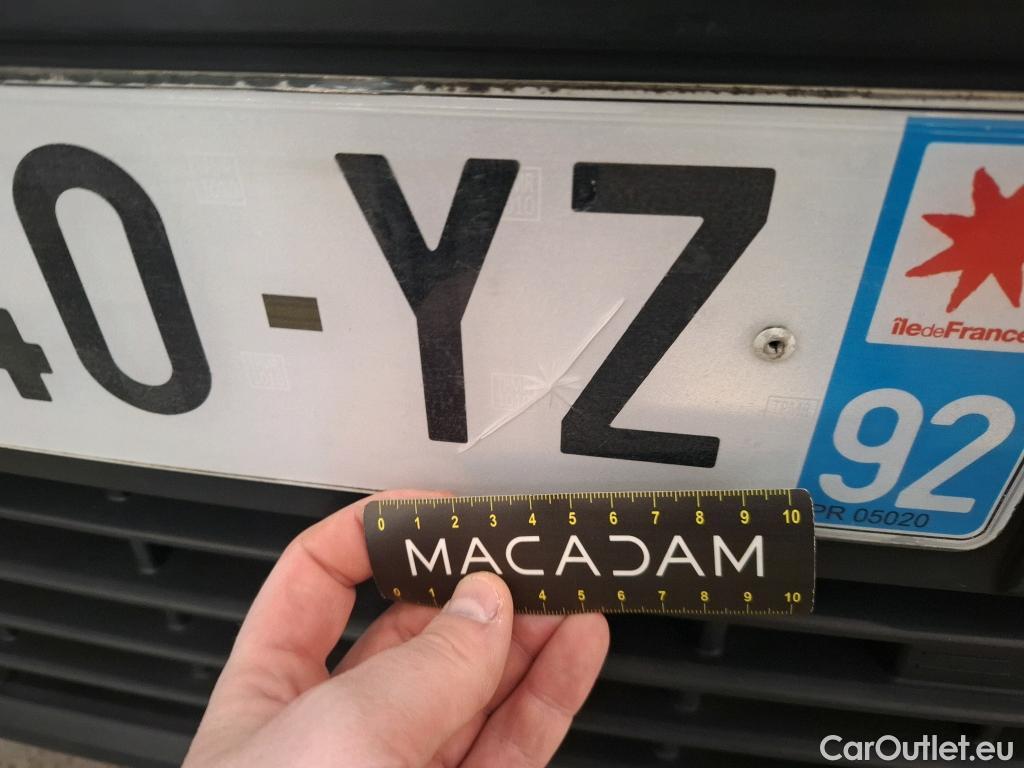 40-YZ
îledeFrance
92
PR 05020
0 1 2 3 4 5 6 7 8 9 10
MACADAM
0 1 4 5 6 7 8 9 10
CarOutlet.eu